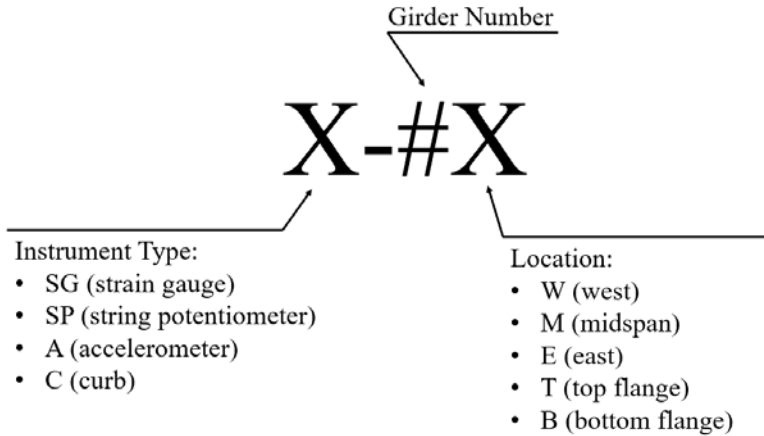 Girder Number
X-#X
Instrument Type:
• SG (strain gauge)
• SP (string potentiometer)
• A (accelerometer)
• C (curb)
Location:
• W (west)
• M (midspan)
• E (east)
• T (top flange)
• B (bottom flange)